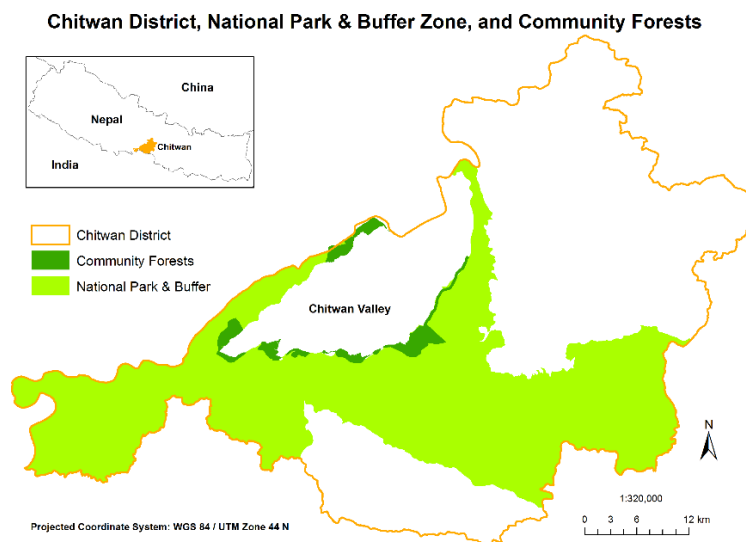 Chitwan District, National Park & Buffer Zone, and Community Forests
China
Nepal
Chitwan
India
Chitwan District
Community Forests
National Park & Buffer
Chitwan Valley
N
1:320,000
0 3 6 12 km
Projected Coordinate System: WGS 84 / UTM Zone 44 N